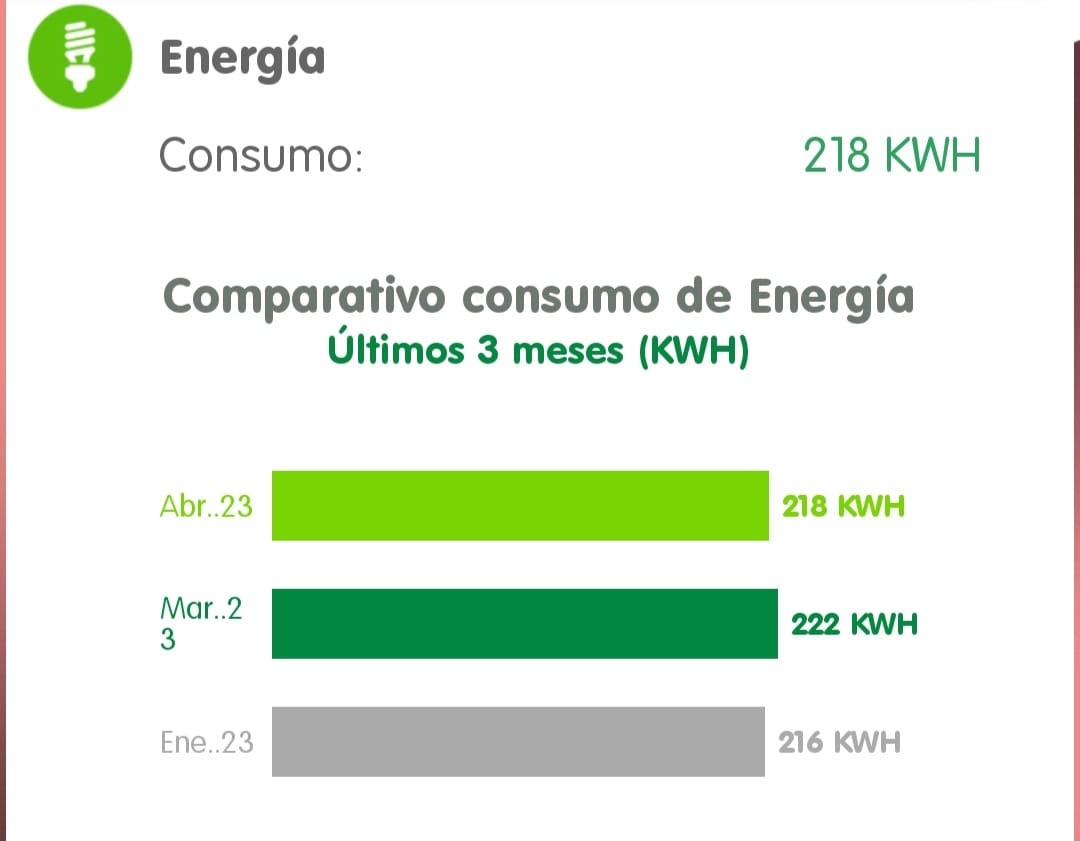 Energía
Consumo: 218 KWH
Comparativo consumo de Energía
Últimos 3 meses (KWH)
Abr..23 218 KWH
Mar..2
3
222 KWH
Ene..23 216 KWH